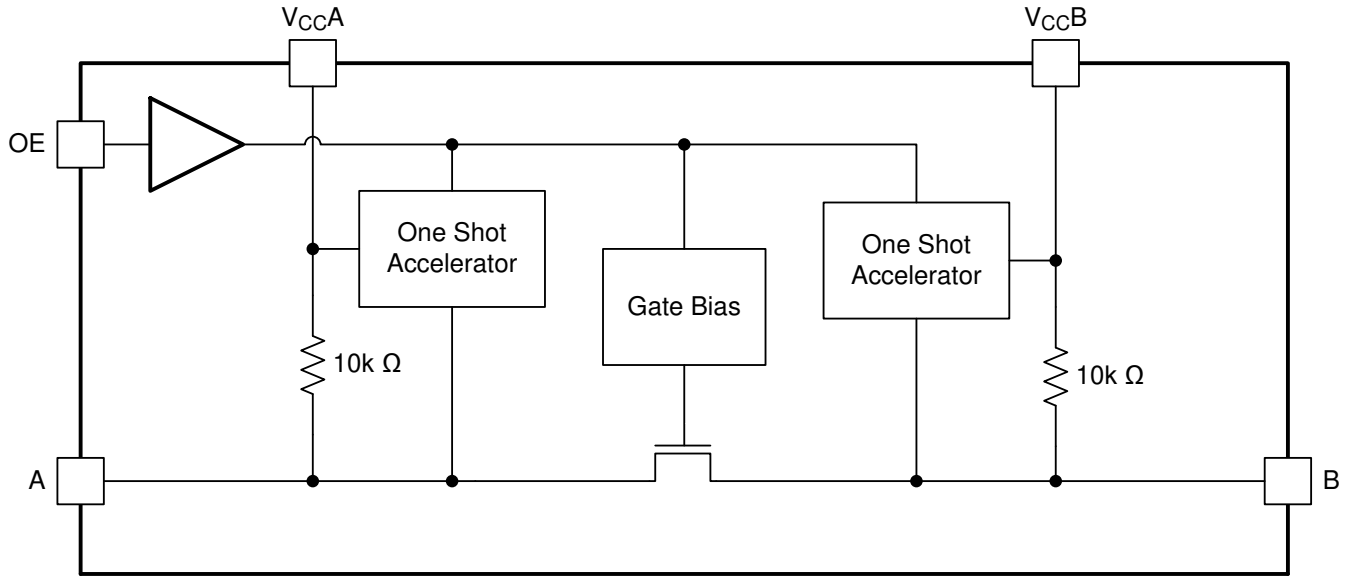 VCCA
VCCB
OE
One Shot
Accelerator
One Shot
Accelerator
Gate Bias
10k Ω
10k Ω
A
B